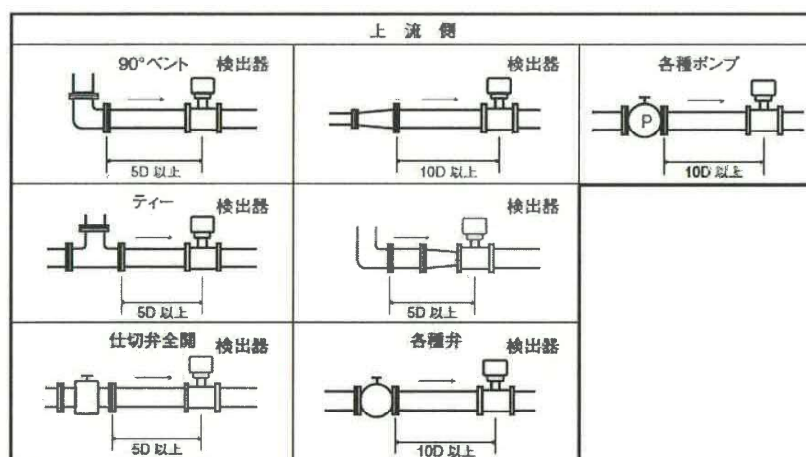 上流側
90°ベント 検出器
5D 以上
検出器
10D 以上
各種ポンプ
検出器
P
10D 以上
ティー 検出器
5D 以上
検出器
5D 以上
仕切弁全開 検出器
5D 以上
各種弁 検出器
10D 以上